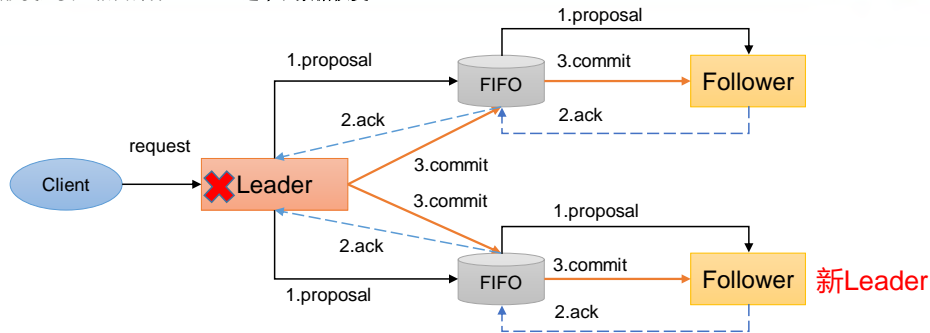 1.proposal
1.proposal
3.commit
FIFO
Follower
2.ack
2.ack
request
3.commit
Client
Leader
3.commit
1.proposal
2.ack
3.commit
FIFO
Follower
新Leader
1.proposal
2.ack